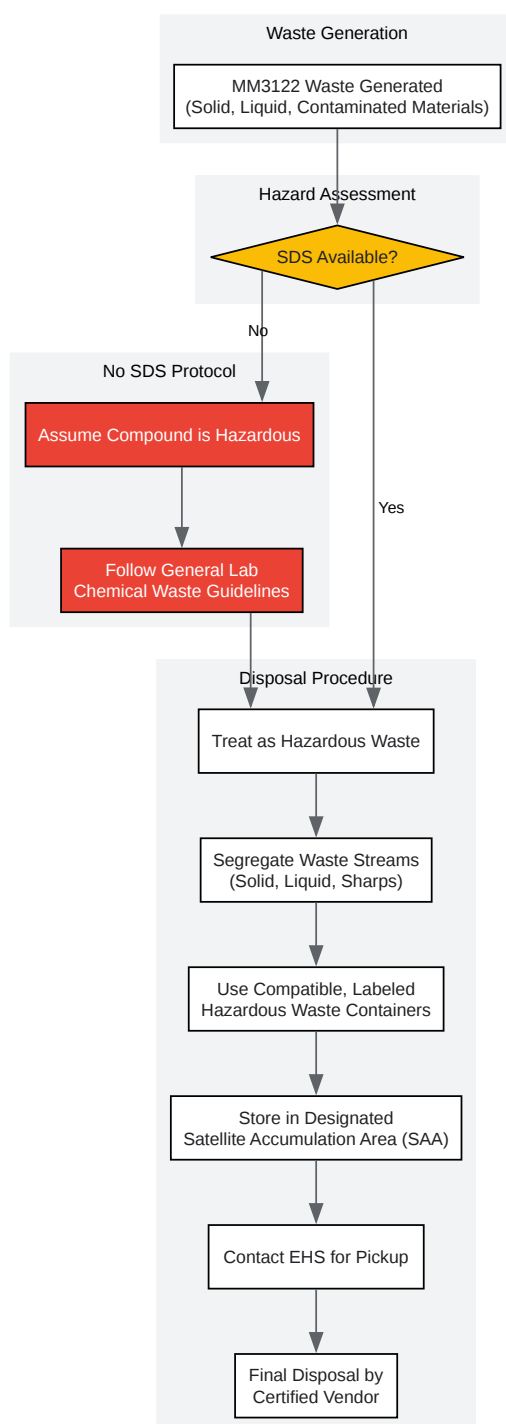 Waste Generation
MM3122 Waste Generated
(Solid, Liquid, Contaminated Materials)
Hazard Assessment
SDS Available?
No
No SDS Protocol
Assume Compound is Hazardous
Yes
Follow General Lab
Chemical Waste Guidelines
Disposal Procedure
Treat as Hazardous Waste
Segregate Waste Streams
(Solid, Liquid, Sharps)
Use Compatible, Labeled
Hazardous Waste Containers
Store in Designated
Satellite Accumulation Area (SAA)
Contact EHS for Pickup
Final Disposal by
Certified Vendor